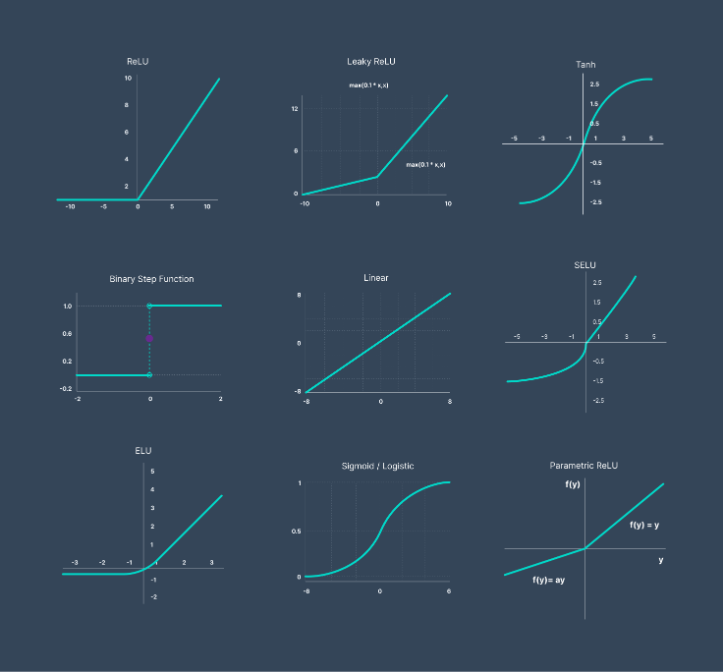 ReLU
10
8
6
4
2
-10 -5 0 5 10
Leaky ReLU
max(0.1 * x,x)
12
max(0.1 * x,x)
0
-10 0 10
Tanh
2.5
1.5
0.5
-5 -3 -1 1 3 5
-0.5
-1.5
-2.5
Binary Step Function
1.0
0.2
-0.2
-2 0 2
Linear
8
0
-8
-8 0 8
SELU
2.5
1.5
0.5
-5 -3 -1 1 3 5
-0.5
-1.5
-2.5
ELU
5
4
3
2
1
-3 -2 -1 1 2 3
-1
-2
Sigmoid / Logistic
1
0.5
0
0
Parametric ReLU
f(y)
f(y) = y
y
f(y)= ay